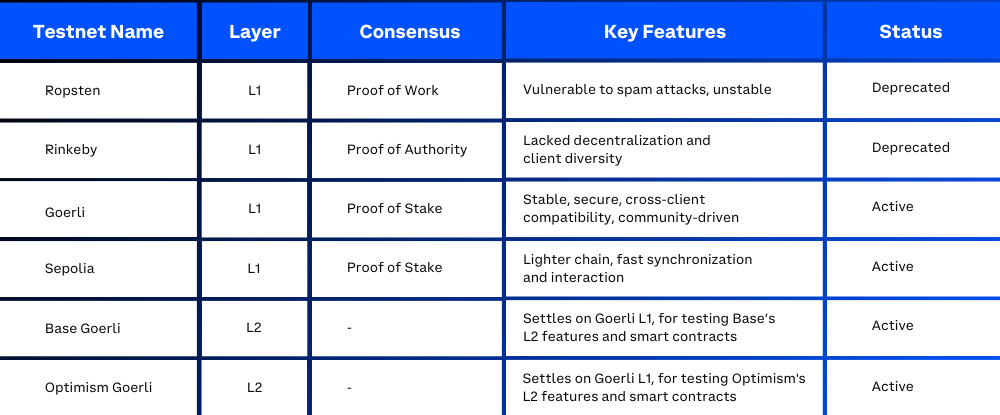 Testnet Name Layer Consensus Key Features Status
Ropsten L1 Proof of Work Vulnerable to spam attacks, unstable Deprecated
Rinkeby L1 Proof of Authority Lacked decentralization and
client diversity Deprecated
Goerli L1 Proof of Stake Stable, secure, cross-client
compatibility, community-driven Active
Sepolia L1 Proof of Stake Lighter chain, fast synchronization
and interaction Active
Base Goerli L2 - Settles on Goerli L1, for testing Base’s
L2 features and smart contracts Active
Optimism Goerli L2 - Settles on Goerli L1, for testing Optimism's
L2 features and smart contracts Active